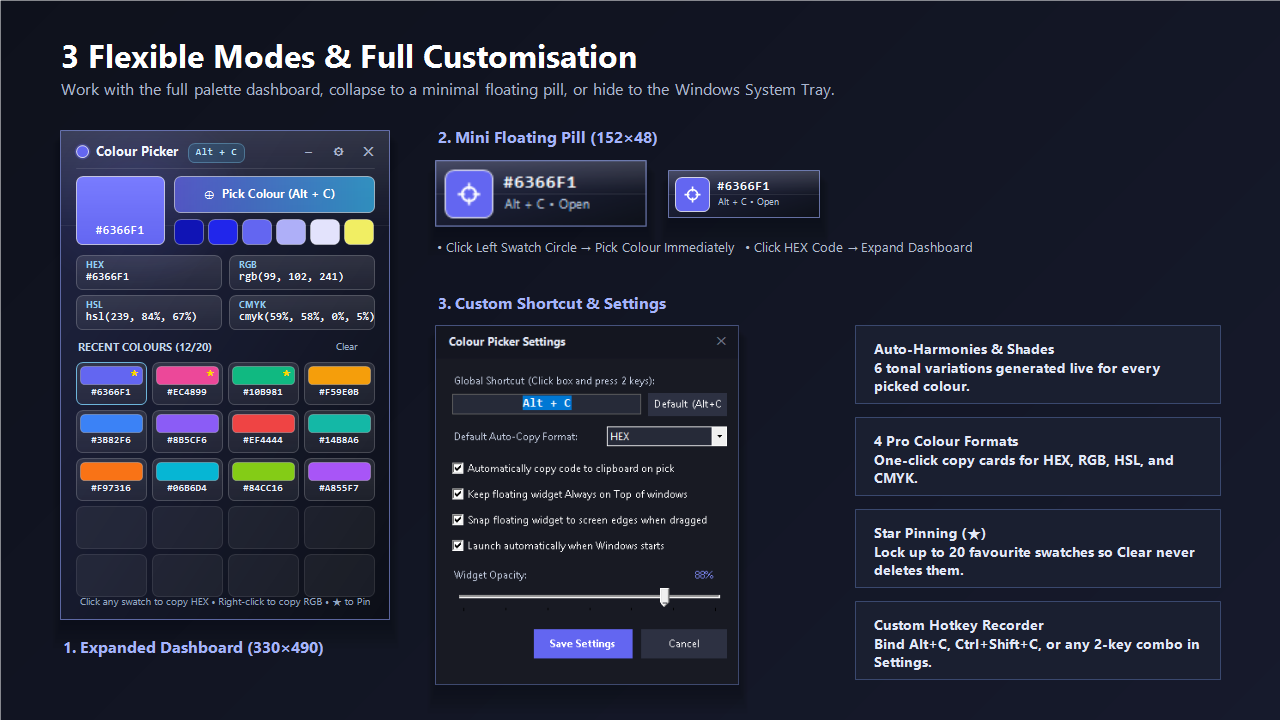 3 Flexible Modes & Full Customisation
Work with the full palette dashboard, collapse to a minimal floating pill, or hide to the Windows System Tray.
Colour Picker
Alt + C
Pick Colour (Alt + C)
#6366F1
HEX
#6366F1
RGB
rgb(99, 102, 241)
HSL
hsl(239, 84%, 67%)
CMYK
cmyk(59%, 58%, 0%, 5%)
RECENT COLOURS (12/20)
Clear
#6366F1
#EC4899
#10B981
#F59E0B
#3B82F6
#8B5CF6
#EF4444
#14B8A6
#F97316
#06B6D4
#84CC16
#A855F7
Click any swatch to copy HEX • Right-click to copy RGB • ★ to Pin
1. Expanded Dashboard (330×490)
2. Mini Floating Pill (152×48)
#6366F1
Alt + C • Open
#6366F1
Alt + C • Open
• Click Left Swatch Circle → Pick Colour Immediately • Click HEX Code → Expand Dashboard
3. Custom Shortcut & Settings
Colour Picker Settings
Global Shortcut (Click box and press 2 keys):
Alt + C
Default (Alt+C
Default Auto-Copy Format:
HEX
Automatically copy code to clipboard on pick
Keep floating widget Always on Top of windows
Snap floating widget to screen edges when dragged
Launch automatically when Windows starts
Widget Opacity:
88%
Save Settings
Cancel
Auto-Harmonies & Shades
6 tonal variations generated live for every
picked colour.
4 Pro Colour Formats
One-click copy cards for HEX, RGB, HSL, and
CMYK.
Star Pinning (★)
Lock up to 20 favourite swatches so Clear never
deletes them.
Custom Hotkey Recorder
Bind Alt+C, Ctrl+Shift+C, or any 2-key combo in
Settings.